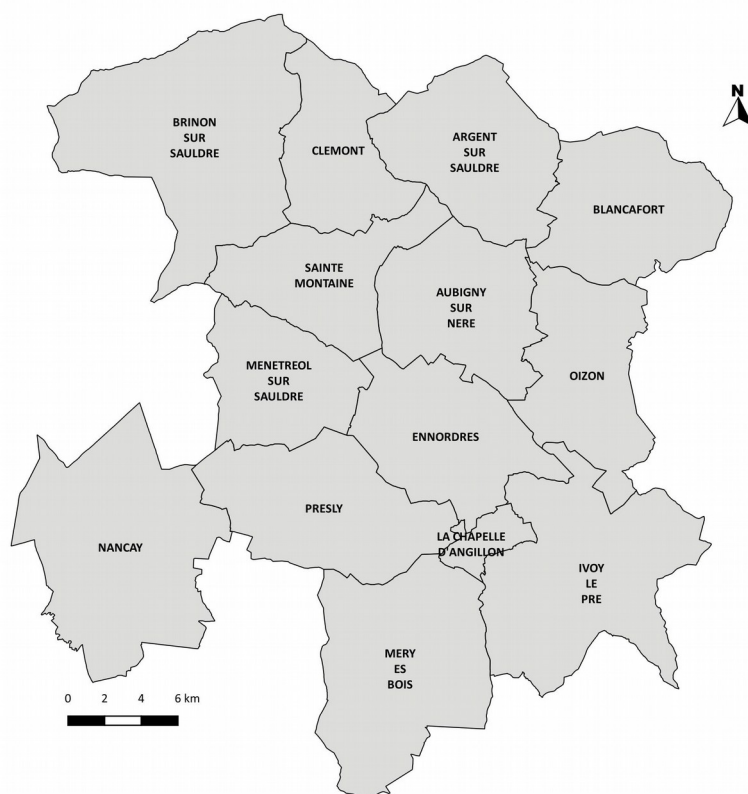 N
BRINON
SUR
SAULDRE
CLEMONT
ARGENT
SUR
SAULDRE
BLANCAFORT
SAINTE
MONTAINE
AUBIGNY
SUR
NERE
MENETREOL
SUR
SAULDRE
OIZON
ENNORDRES
PRESLY
LA CHAPELLE
D'ANGILLON
NANCAY
IVOY
LE
PRE
MERY
ES
BOIS
0 2 4 6 km